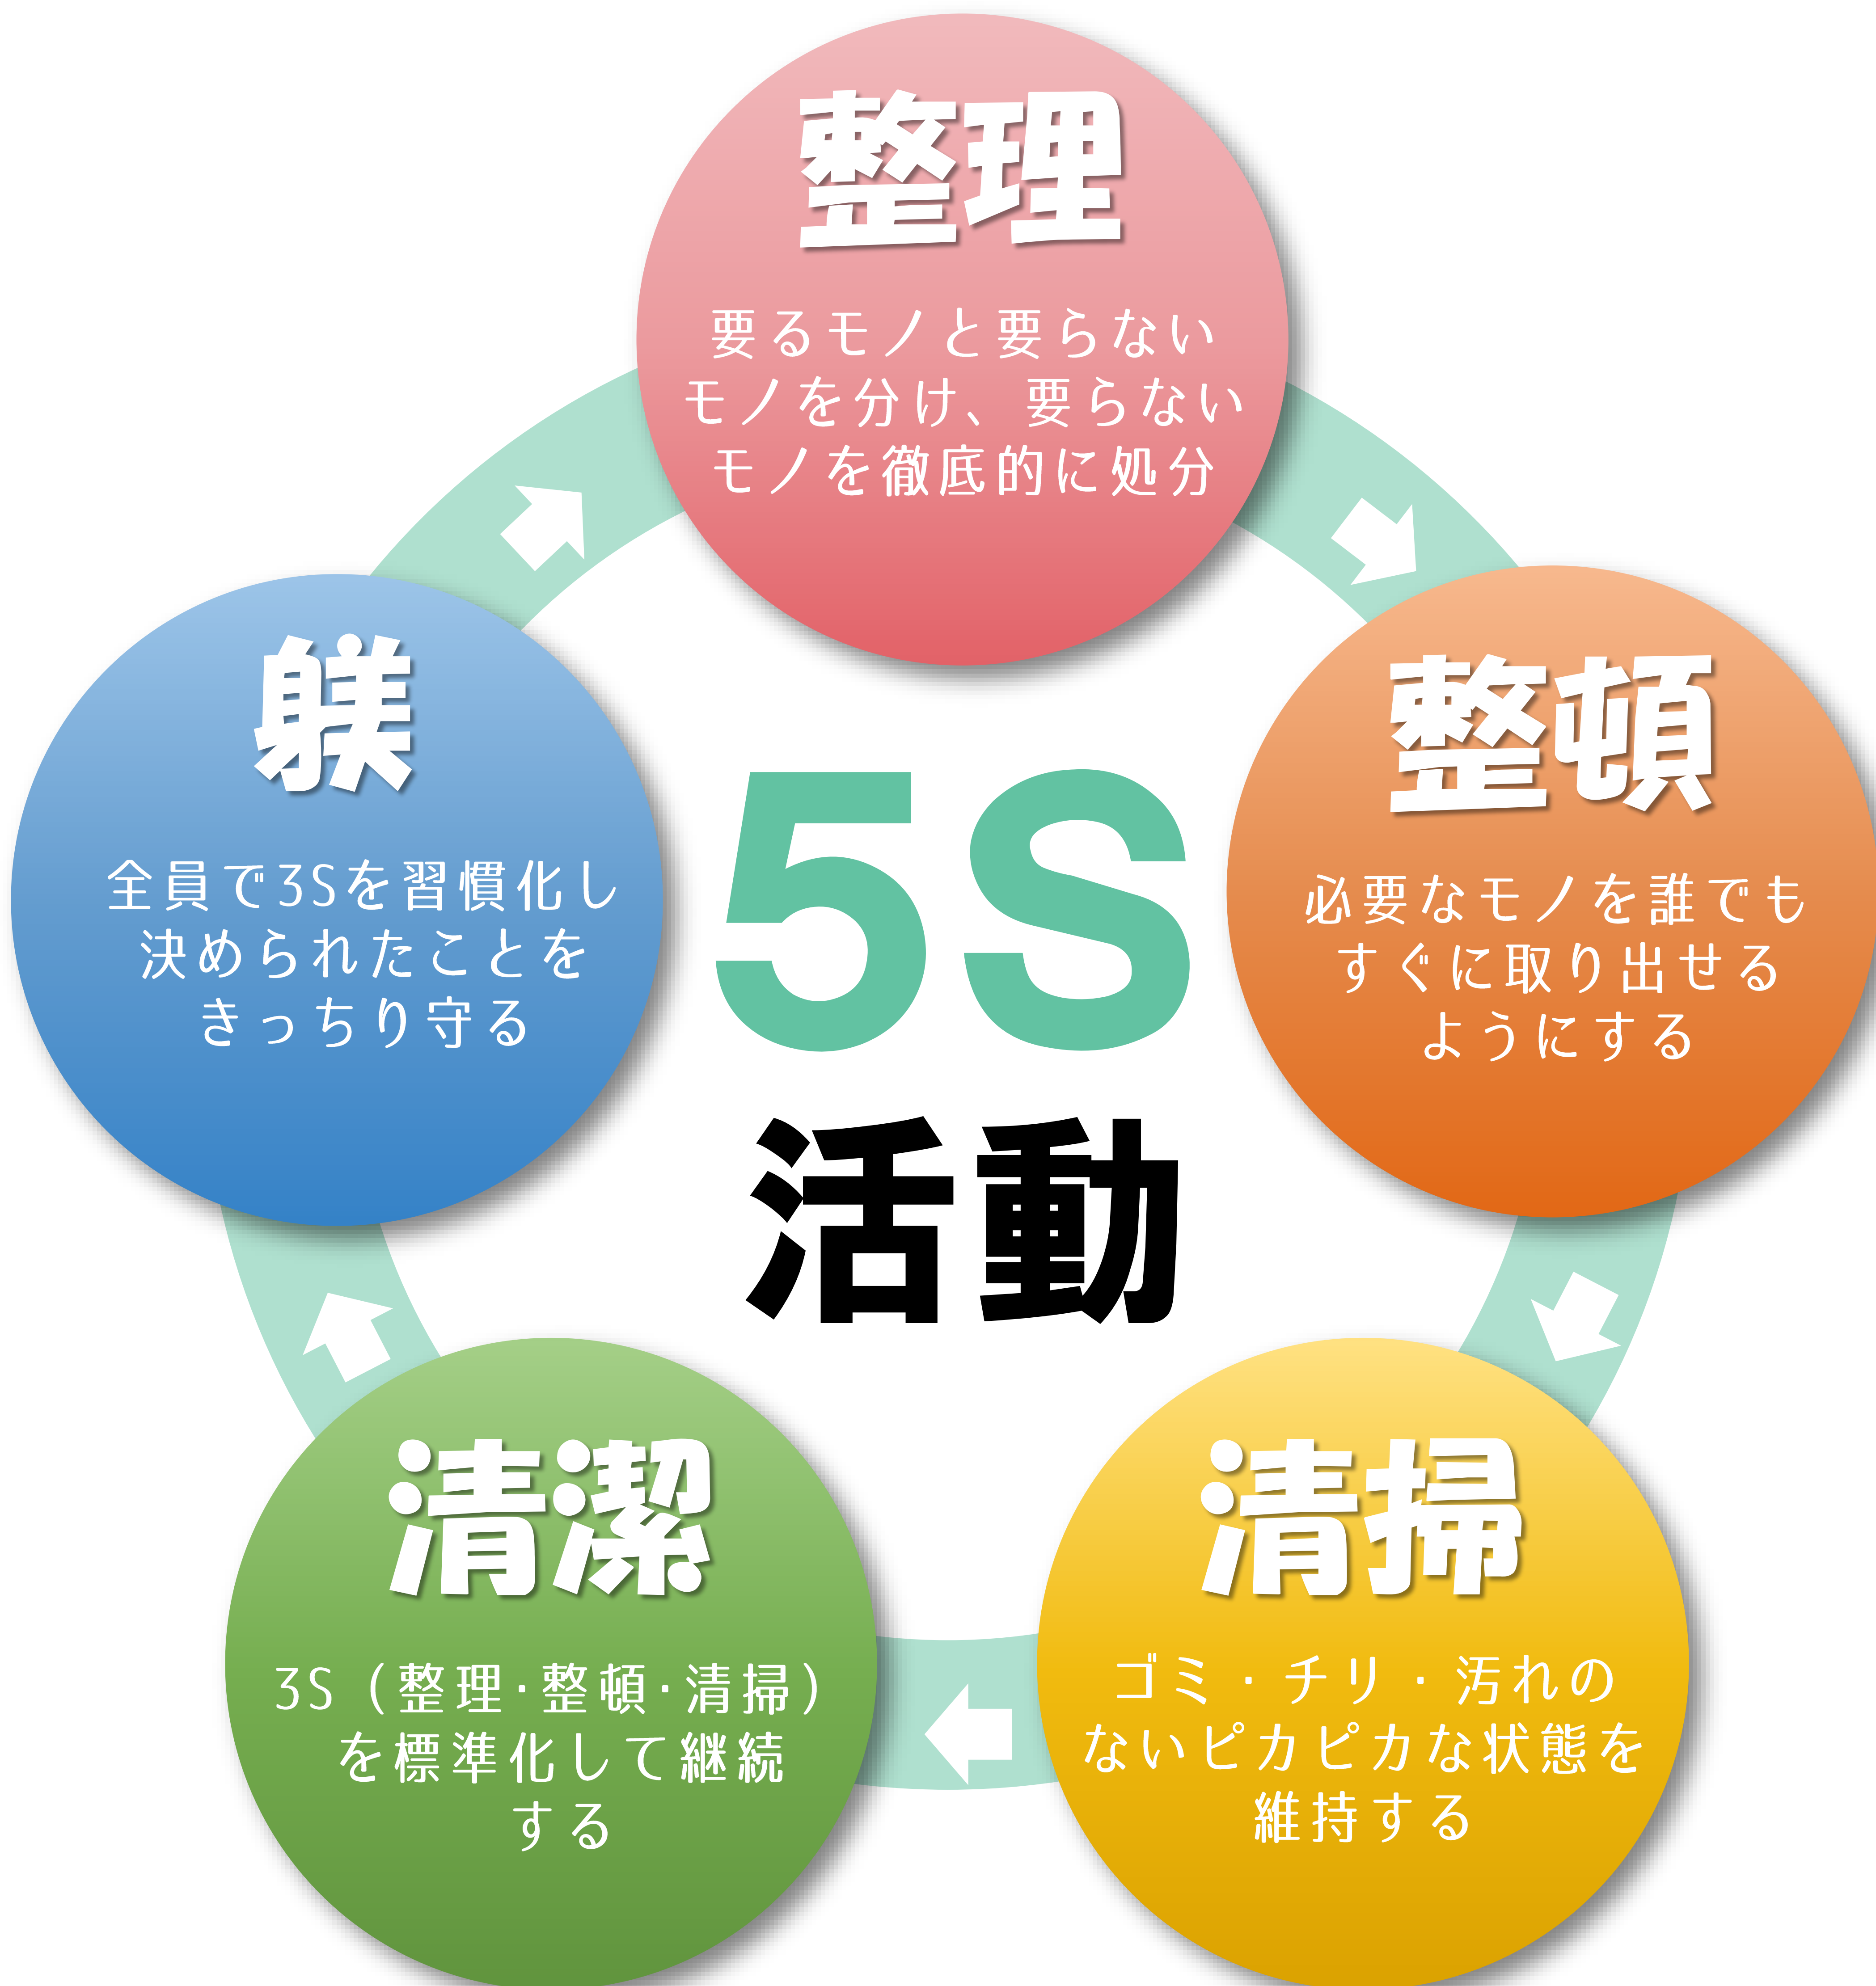 整理
要るモノと要らない
モノを分け、要らない
モノを徹底的に処分
整頓
必要なモノを誰でも
すぐに取り出せる
ようにする
清掃
ゴミ・チリ・汚れの
ないピカピカな状態を
維持する
清潔
3S（整理・整頓・清掃）
を標準化して継続
する
躾
全員で3Sを習慣化し
決められたことを
きっちり守る
5S
活動